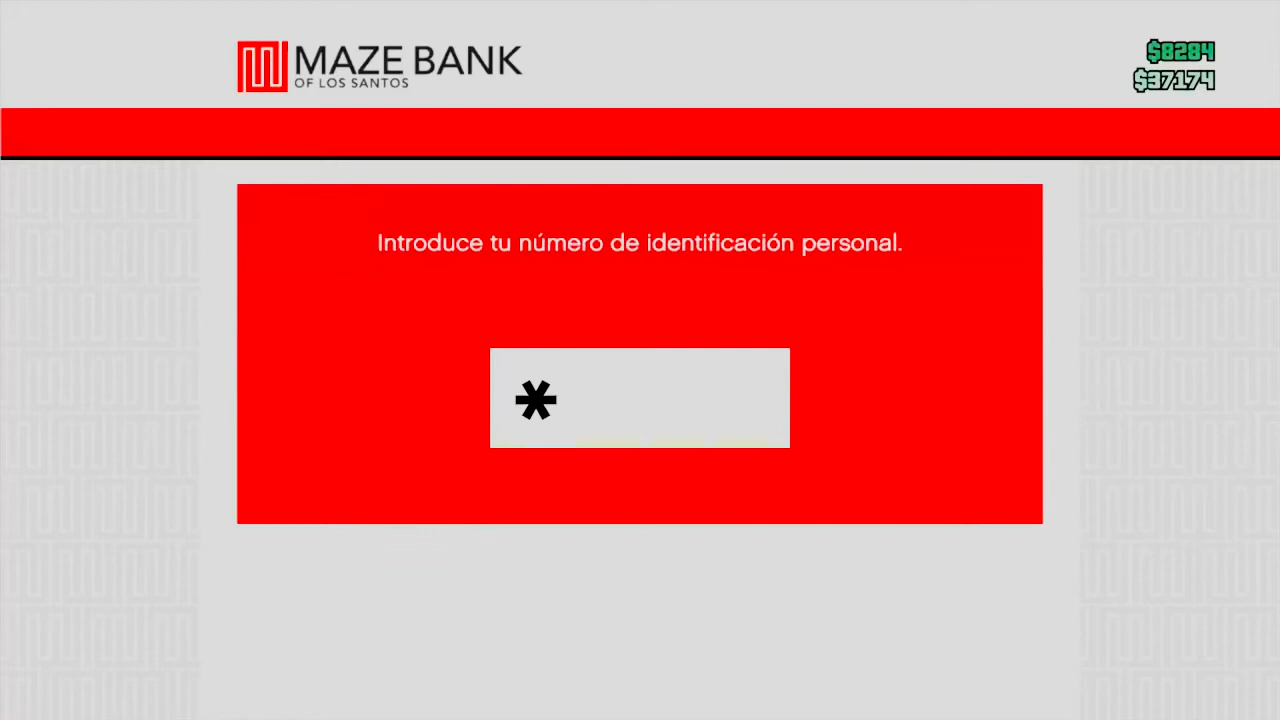 MAZE BANK
OF LOS SANTOS
$8284
$37174
Introduce tu número de identificación personal.
*